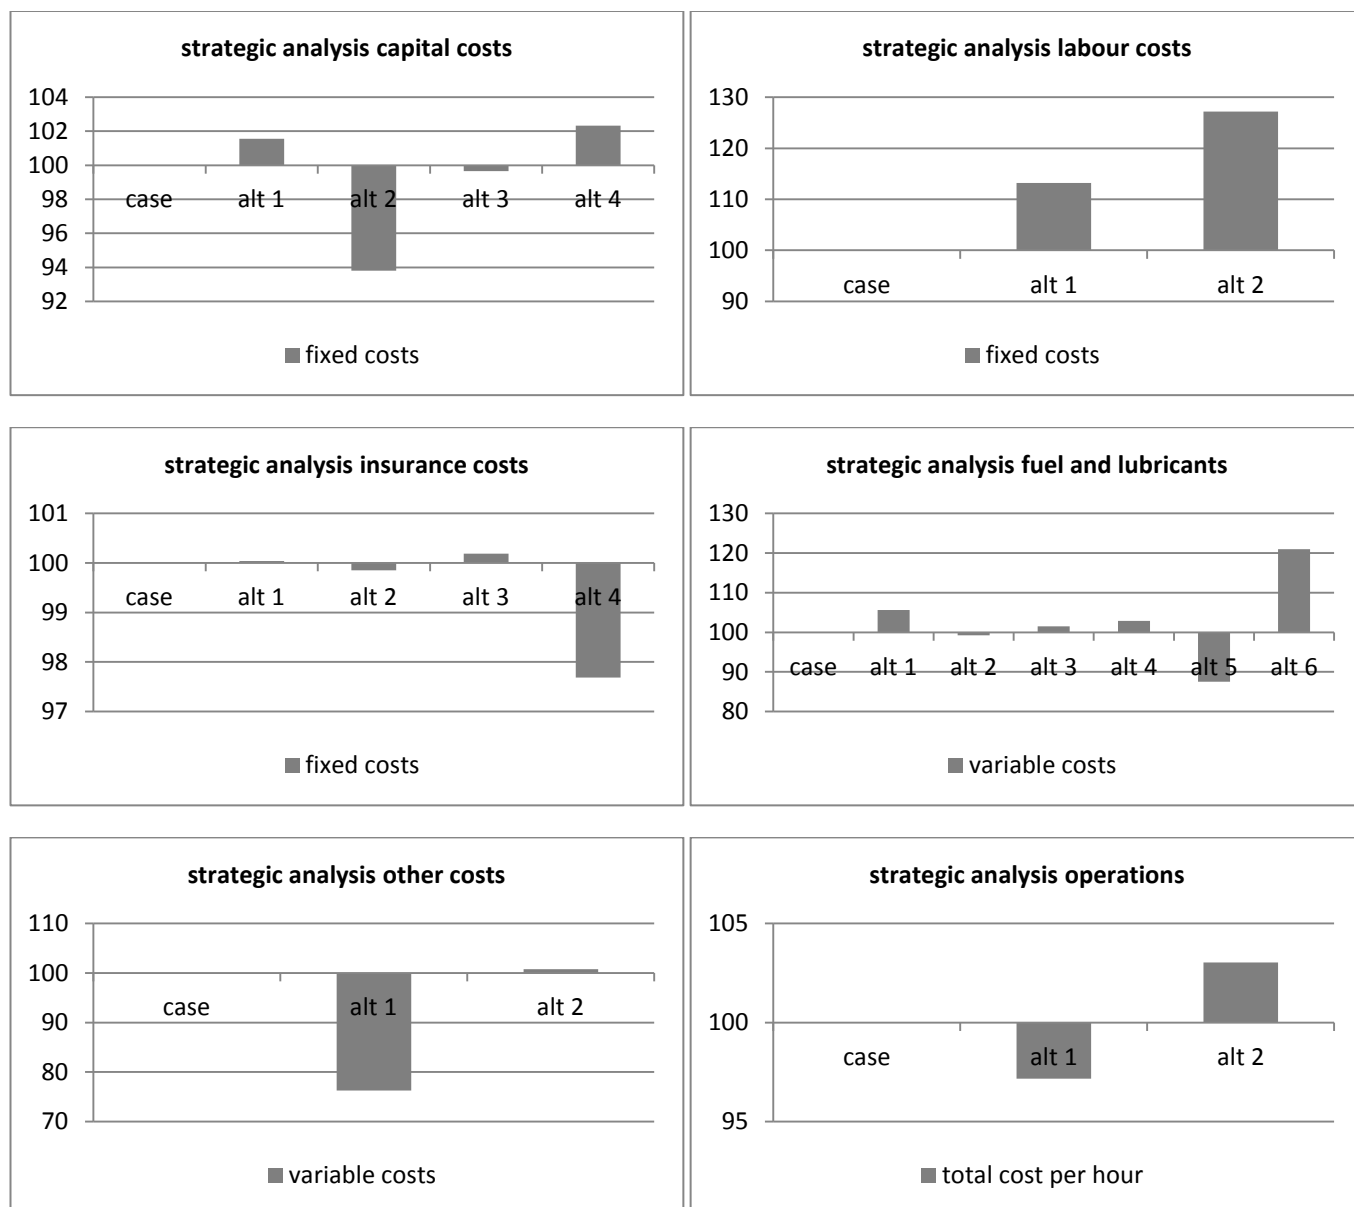 strategic analysis capital costs
104
102
100
98
96
94
92
case alt 1 alt 2 alt 3 alt 4
fixed costs
strategic analysis labour costs
130
120
110
100
90
case alt 1 alt 2
fixed costs
strategic analysis insurance costs
101
100
99
98
97
case alt 1 alt 2 alt 3 alt 4
fixed costs
strategic analysis fuel and lubricants
130
120
110
100
90
80
case alt 1 alt 2 alt 3 alt 4 alt 5 alt 6
variable costs
strategic analysis other costs
110
100
90
80
70
case alt 1 alt 2
variable costs
strategic analysis operations
105
100
95
case alt 1 alt 2
total cost per hour